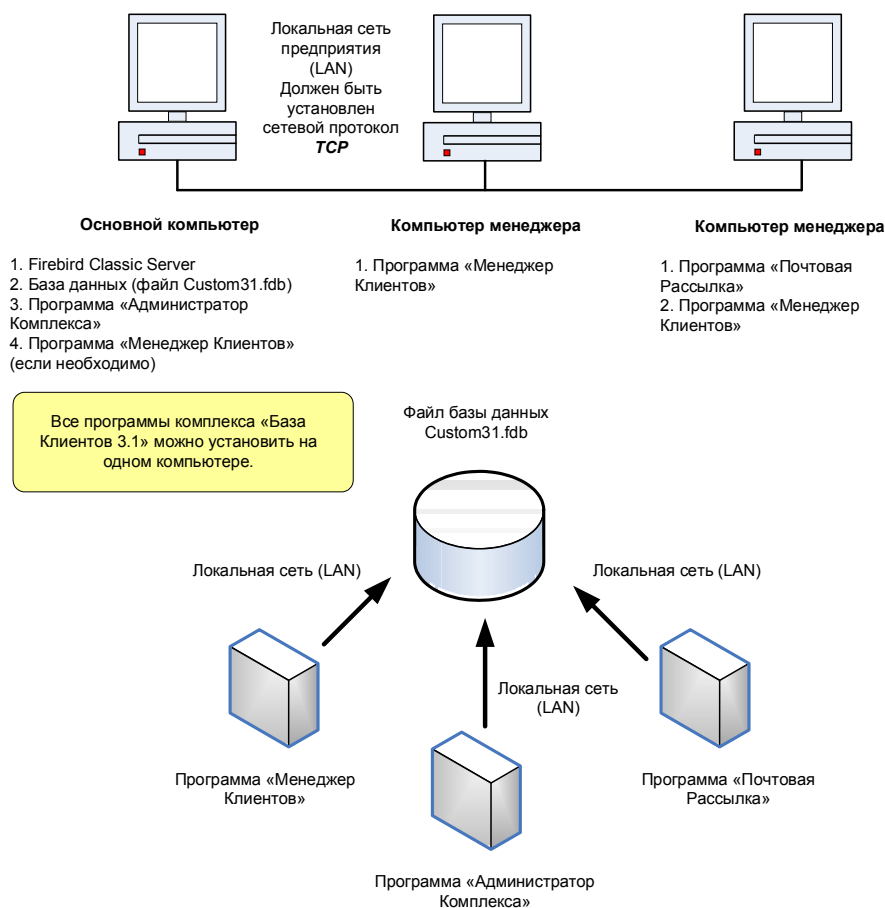 Локальная сеть
предприятия
(LAN)
Должен быть
установлен
сетевой протокол
TCP
Основной компьютер
1. Firebird Classic Server
2. База данных (файл Custom31.fdb)
3. Программа «Администратор
Комплекса»
4. Программа «Менеджер Клиентов»
(если необходимо)
Компьютер менеджера
1. Программа «Менеджер
Клиентов»
Компьютер менеджера
1. Программа «Почтовая
Рассылка»
2. Программа «Менеджер
Клиентов»
Все программы комплекса «База
Клиентов 3.1» можно установить на
одном компьютере.
Файл базы данных
Custom31.fdb
Локальная сеть (LAN)
Локальная сеть (LAN)
Локальная сеть
(LAN)
Программа «Менеджер
Клиентов»
Программа «Почтовая
Рассылка»
Программа «Администратор
Комплекса»